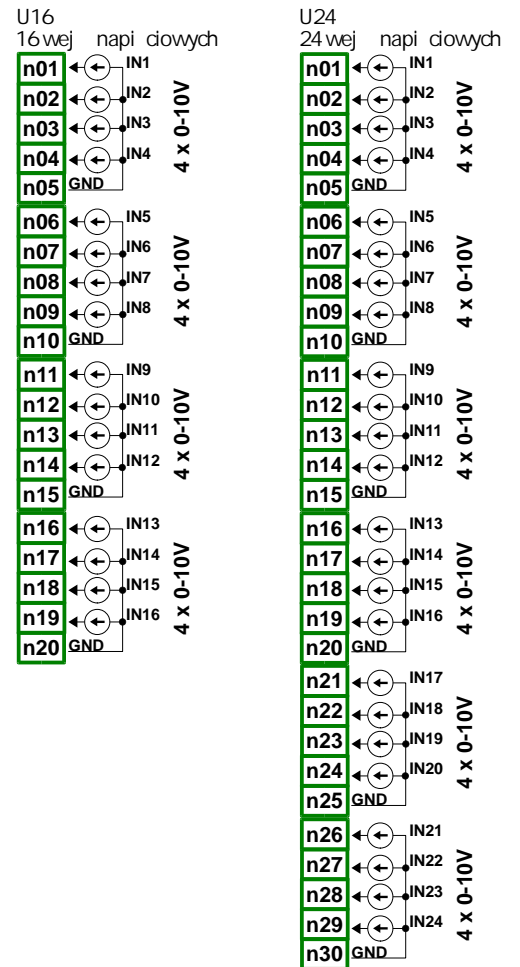 U16
16 wej napi ciowych
n01 IN1
n02 IN2
n03 IN3
n04 IN4
n05 GND
4 x 0-10V
n06 IN5
n07 IN6
n08 IN7
n09 IN8
n10 GND
4 x 0-10V
n11 IN9
n12 IN10
n13 IN11
n14 IN12
n15 GND
4 x 0-10V
n16 IN13
n17 IN14
n18 IN15
n19 IN16
n20 GND
4 x 0-10V
U24
24 wej napi ciowych
n01 IN1
n02 IN2
n03 IN3
n04 IN4
n05 GND
4 x 0-10V
n06 IN5
n07 IN6
n08 IN7
n09 IN8
n10 GND
4 x 0-10V
n11 IN9
n12 IN10
n13 IN11
n14 IN12
n15 GND
4 x 0-10V
n16 IN13
n17 IN14
n18 IN15
n19 IN16
n20 GND
4 x 0-10V
n21 IN17
n22 IN18
n23 IN19
n24 IN20
n25 GND
4 x 0-10V
n26 IN21
n27 IN22
n28 IN23
n29 IN24
n30 GND
4 x 0-10V